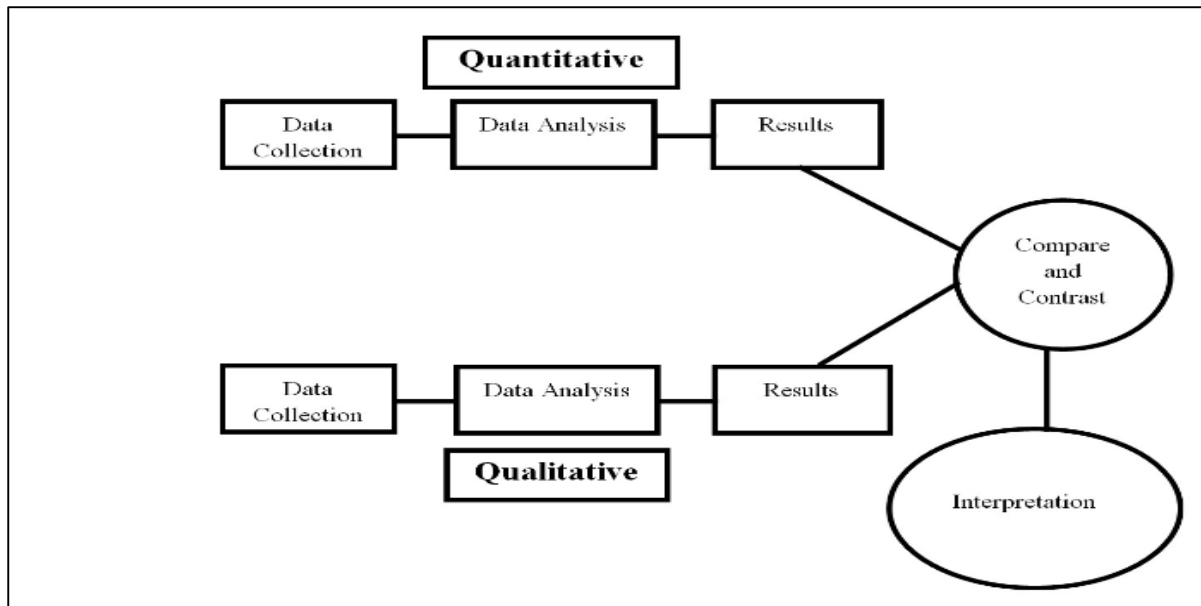 Quantitative
Data
Collection
Data Analysis
Results
Compare
and
Contrast
Data
Collection
Data Analysis
Results
Qualitative
Interpretation